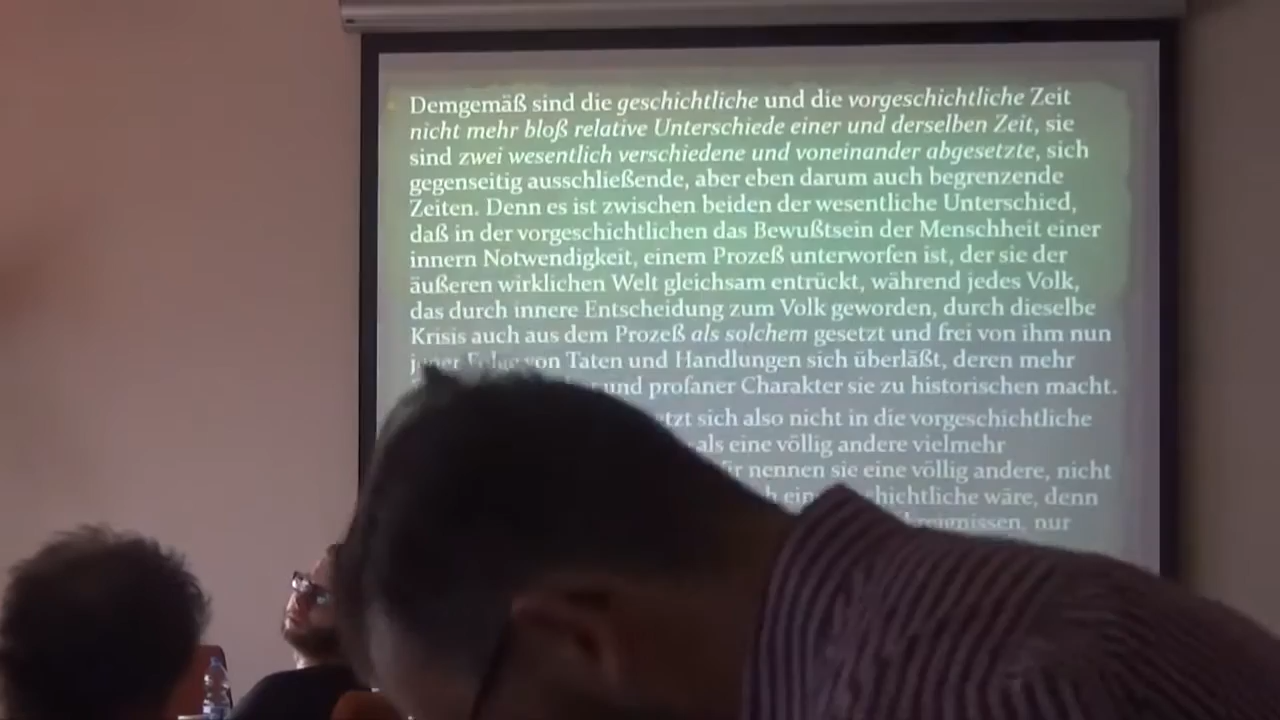 Demgemäß sind die geschichtliche und die vorgeschichtliche Zeit
nicht mehr bloß relative Unterschiede einer und derselben Zeit, sie
sind zwei wesentlich verschiedene und voneinander abgesetzte, sich
gegenseitig ausschließende, aber eben darum auch begrenzende
Zeiten. Denn es ist zwischen beiden der wesentliche Unterschied,
daß in der vorgeschichtlichen das Bewußtsein der Menschheit einer
innern Notwendigkeit, einem Prozeß unterworfen ist, der sie der
äußeren wirklichen Welt gleichsam entrückt, während jedes Volk,
das durch innere Entscheidung zum Volk geworden, durch dieselbe
Krisis auch aus dem Prozeß als solchem gesetzt und frei von ihm nun
jener Folge von Taten und Handlungen sich überläßt, deren mehr
und profaner Charakter sie zu historischen macht.
sich also nicht in die vorgeschichtliche
als eine völlig andere vielmehr
nennen sie eine völlig andere, nicht
wäre, denn
nur